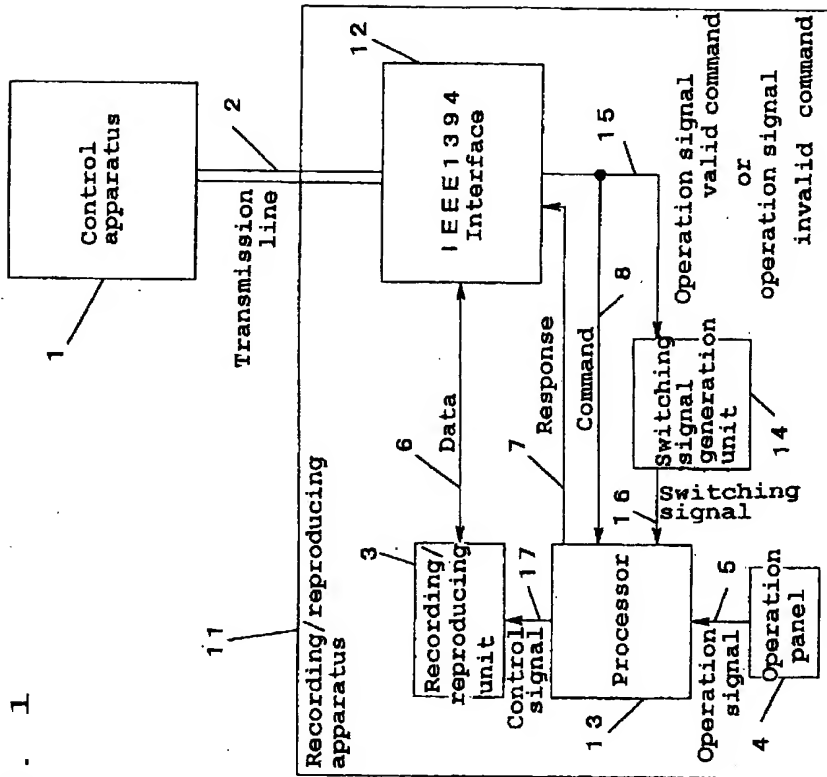 - 1
1
Control
apparatus
Transmission
line
2
11
Recording/reproducing
apparatus
12
IEEE1394
Interface
3
Recording/
reproducing
unit
6
Data
7
Response
Command
8
15
Operation signal
valid command
or
operation signal
invalid command
Control
signal
17
13
Processor
16
Switching
signal
Switching
signal
generation
unit
14
Operation
signal
5
4
Operation
panel